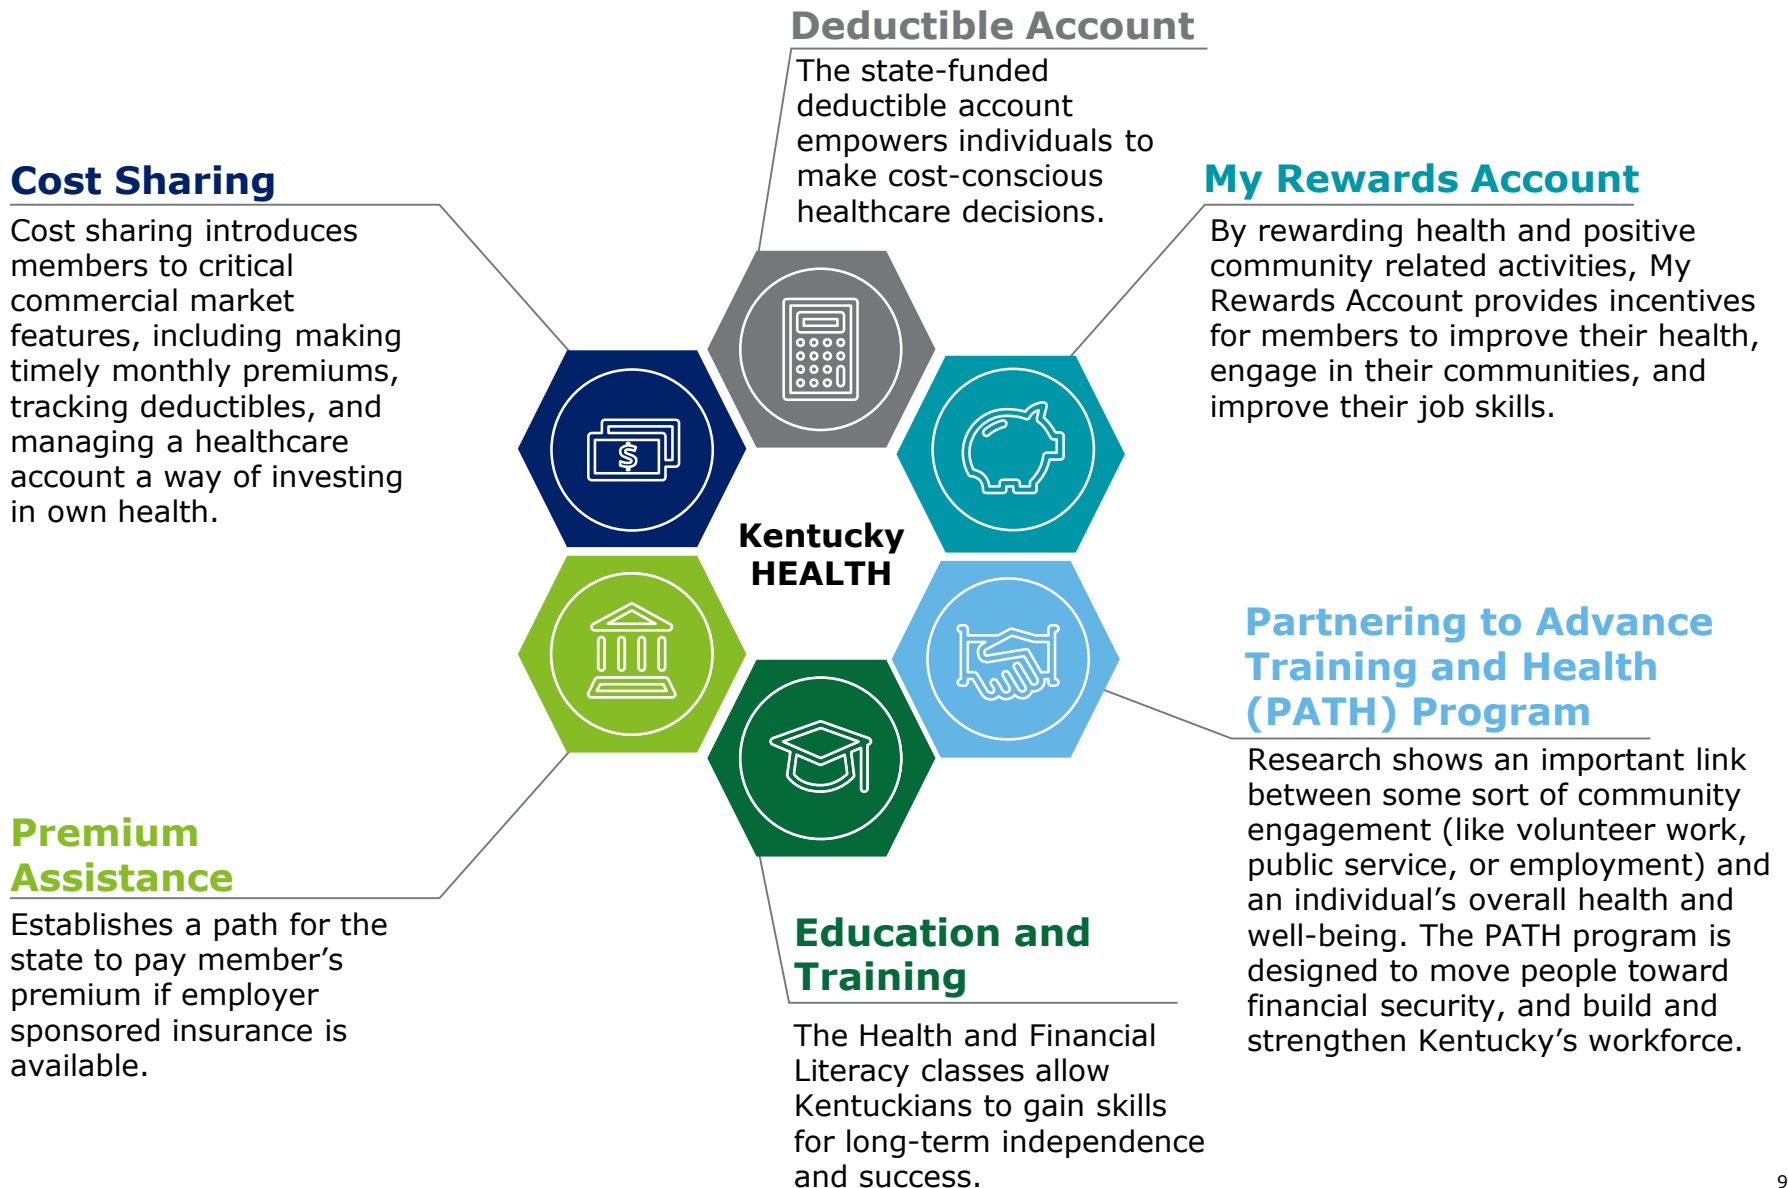 Deductible Account
The state-funded
deductible account
empowers individuals to
make cost-conscious
healthcare decisions.
Cost Sharing
Cost sharing introduces
members to critical
commercial market
features, including making
timely monthly premiums,
tracking deductibles, and
managing a healthcare
account a way of investing
in own health.
My Rewards Account
By rewarding health and positive
community related activities, My
Rewards Account provides incentives
for members to improve their health,
engage in their communities, and
improve their job skills.
$
Kentucky
HEALTH
Partnering to Advance
Training and Health
(PATH) Program
Research shows an important link
between some sort of community
engagement (like volunteer work,
public service, or employment) and
an individual’s overall health and
well-being. The PATH program is
designed to move people toward
financial security, and build and
strengthen Kentucky’s workforce.
Premium
Assistance
Establishes a path for the
state to pay member’s
premium if employer
sponsored insurance is
available.
Education and
Training
The Health and Financial
Literacy classes allow
Kentuckians to gain skills
for long-term independence
and success.
9